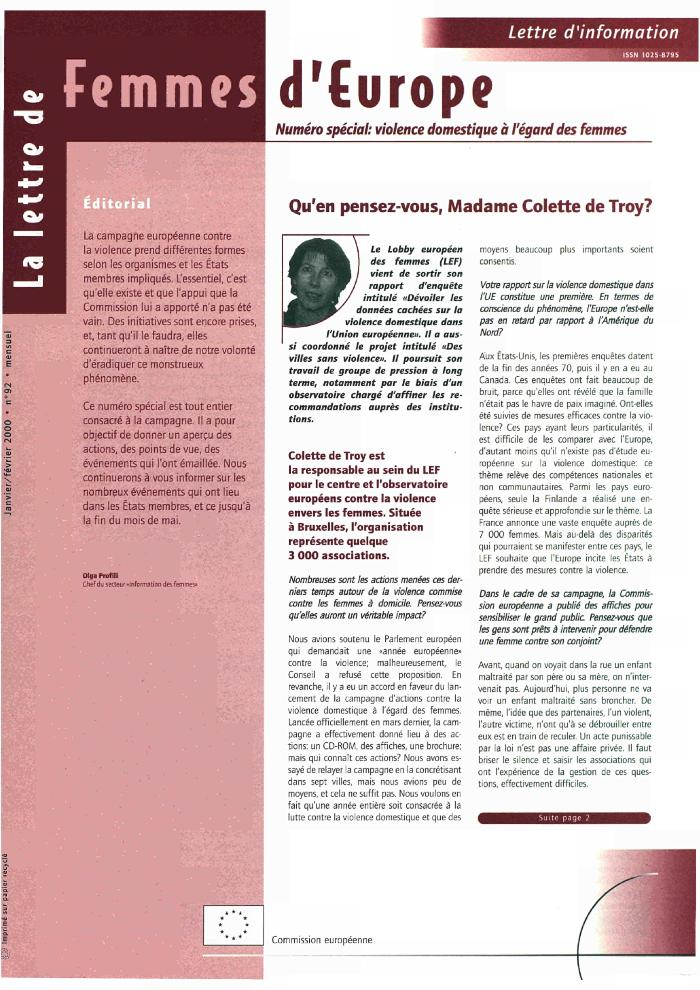 Lettre d'information
ISSN 1025-8795
La lettre de
Femmes d'Europe
Numéro spécial: violence domestique à l'égard des femmes
Janvier/février 2000 • n°92 • mensuel
Éditorial
La campagne européenne contre
la violence prend différentes formes
selon les organismes et les États
membres impliqués. L'essentiel, c'est
qu'elle existe et que l'appui que la
Commission lui a apporté n'a pas été
vain. Des initiatives sont encore prises,
et, tant qu'il le faudra, elles
continueront à naître de notre volonté
d'éradiquer ce monstrueux
phénomène.
Ce numéro spécial est tout entier
consacré à la campagne. Il a pour
objectif de donner un aperçu des
actions, des points de vue, des
événements qui l'ont émaillée. Nous
continuerons à vous informer sur les
nombreux événements qui ont lieu
dans les États membres, et ce jusqu'à
la fin du mois de mai.
Olga Profili
Chef du secteur «Information des femmes»
Qu'en pensez-vous, Madame Colette de Troy?
Le Lobby européen
des femmes (LEF)
vient de sortir son
rapport d'enquête
intitulé «Dévoiler les
données cachées sur la
violence domestique dans
l'Union européenne». Il a aus-
si coordonné le projet intitulé «Des
villes sans violence». Il poursuit son
travail de groupe de pression à long
terme, notamment par le biais d'un
observatoire chargé d'affiner les re-
commandations auprès des institu-
tions.
Colette de Troy est
la responsable au sein du LEF
pour le centre et l'observatoire
européens contre la violence
envers les femmes. Située
à Bruxelles, l'organisation
représente quelque
3 000 associations.
Nombreuses sont les actions menées ces der-
niers temps autour de la violence commise
contre les femmes à domicile. Pensez-vous
qu'elles auront un véritable impact?
Nous avions soutenu le Parlement européen
qui demandait une «année européenne»
contre la violence; malheureusement, le
Conseil a refusé cette proposition. En
revanche, il y a eu un accord en faveur du lan-
cement de la campagne d'actions contre la
violence domestique à l'égard des femmes.
Lancée officiellement en mars dernier, la cam-
pagne a effectivement donné lieu à des ac-
tions: un CD-ROM, des affiches, une brochure;
mais qui connaît ces actions? Nous avons es-
sayé de relayer la campagne en la concrétisant
dans sept villes, mais nous avions peu de
moyens, et cela ne suffit pas. Nous voulons en
fait qu'une année entière soit consacrée à la
lutte contre la violence domestique et que des
moyens beaucoup plus importants soient
consentis.
Votre rapport sur la violence domestique dans
l'UE constitue une première. En termes de
conscience du phénomène, l'Europe n'est-elle
pas en retard par rapport à l'Amérique du
Nord?
Aux États-Unis, les premières enquêtes datent
de la fin des années 70, puis il y en a eu au
Canada. Ces enquêtes ont fait beaucoup de
bruit, parce qu'elles ont révélé que la famille
n'était pas le havre de paix imaginé. Ont-elles
été suivies de mesures efficaces contre la vio-
lence? Ces pays ayant leurs particularités, il
est difficile de les comparer avec l'Europe,
d'autant moins qu'il n'existe pas d'étude eu-
ropéenne sur la violence domestique: ce
thème relève des compétences nationales et
non communautaires. Parmi les pays euro-
péens, seule la Finlande a réalisé une en-
quête sérieuse et approfondie sur le thème. La
France annonce une vaste enquête auprès de
7 000 femmes. Mais au-delà des disparités
qui pourraient se manifester entre ces pays, le
LEF souhaite que l'Europe incite les États à
prendre des mesures contre la violence.
Dans le cadre de sa campagne, la Commis-
sion européenne a publié des affiches pour
sensibiliser le grand public. Pensez-vous que
les gens sont prêts à intervenir pour défendre
une femme contre son conjoint?
Avant, quand on voyait dans la rue un enfant
maltraité par son père ou sa mère, on n'inter-
venait pas. Aujourd'hui, plus personne ne va
voir un enfant maltraité sans broncher. De
même, l'idée que des partenaires, l'un violent,
l'autre victime, n'ont qu'à se débrouiller entre
eux est en train de reculer. Un acte punissable
par la loi n'est pas une affaire privée. Il faut
briser le silence et saisir les associations qui
ont l'expérience de la gestion de ces ques-
tions, effectivement difficiles.
Suite page 2
Imprimé sur papier recyclé
Commission européenne